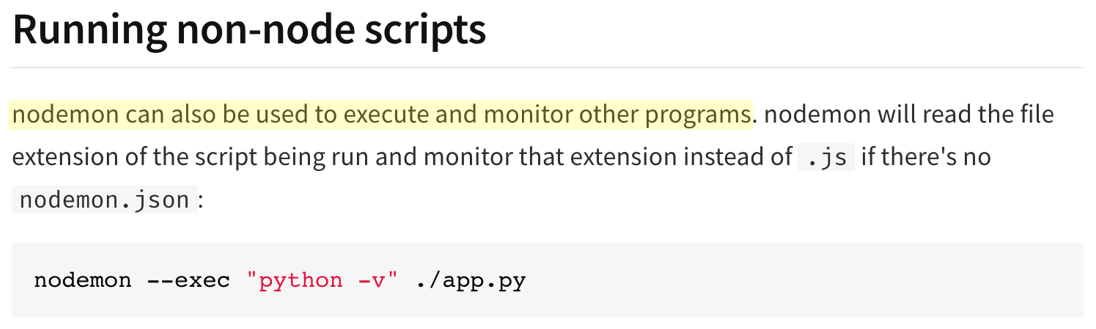 Running non-node scripts
nodemon can also be used to execute and monitor other programs. nodemon will read the file
extension of the script being run and monitor that extension instead of .js if there's no
nodemon.json:
nodemon --exec "python -v" ./app.py